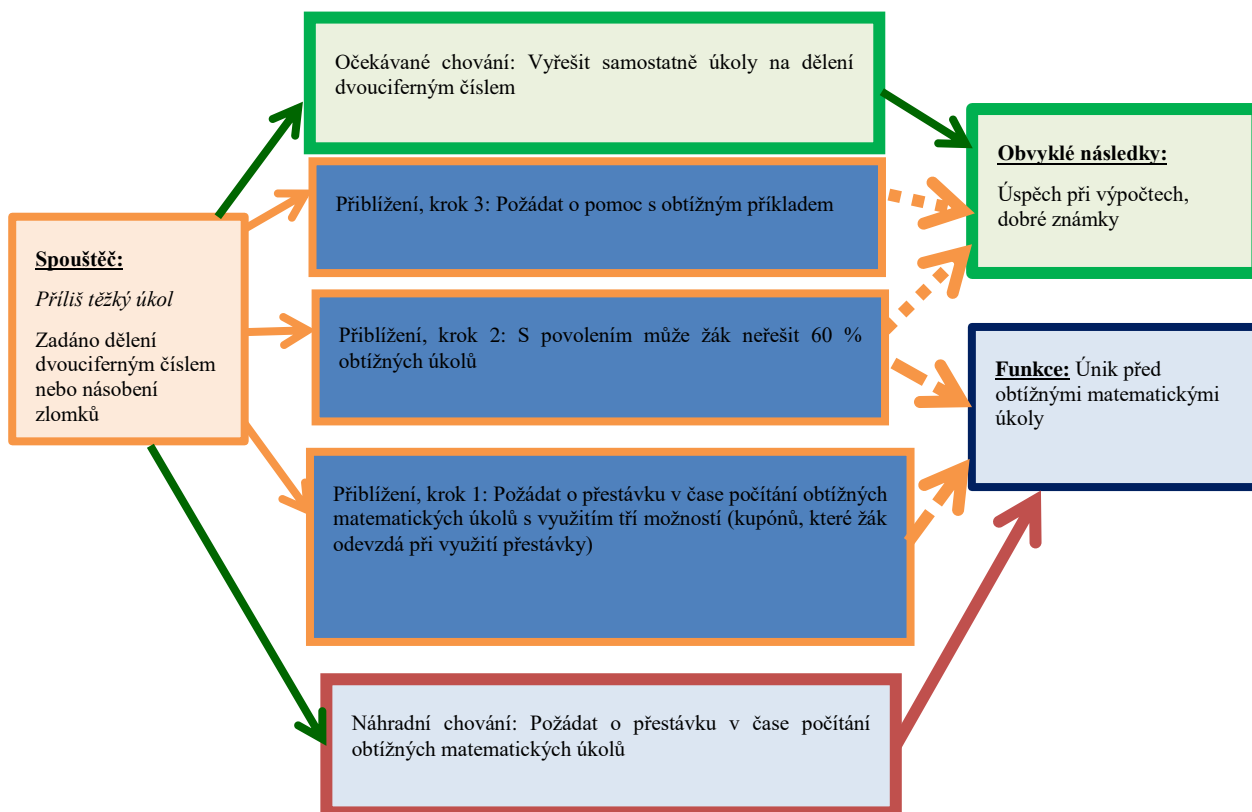 Očekávané chování: Vyřešit samostatně úkoly na dělení
dvouciferným číslem
Obvyklé následky:
Úspěch při výpočtech,
dobré známky
Přiblížení, krok 3: Požádat o pomoc s obtížným příkladem
Spouštěč:
Příliš těžký úkol
Zadáno dělení
dvouciferným číslem
nebo násobení
zlomků
Přiblížení, krok 2: S povolením může žák neřešit 60 %
obtížných úkolů
Funkce: Únik před
obtížnými matematickými
úkoly
Přiblížení, krok 1: Požádat o přestávku v čase počítání obtížných
matematických úkolů s využitím tří možností (kupónů, které žák
odevzdá při využití přestávky)
Náhradní chování: Požádat o přestávku v čase počítání
obtížných matematických úkolů